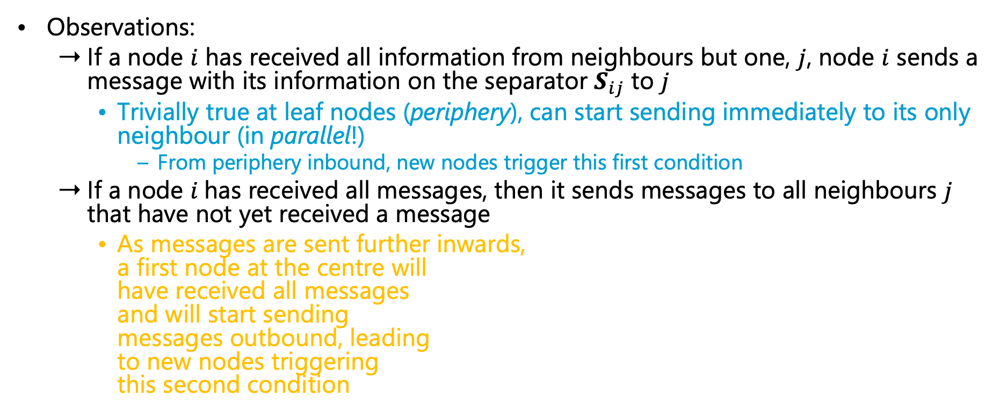 • Observations:
→ If a node i has received all information from neighbours but one, j, node i sends a
message with its information on the separator S_ij to j
• Trivially true at leaf nodes (periphery), can start sending immediately to its only
neighbour (in parallel!)
– From periphery inbound, new nodes trigger this first condition
→ If a node i has received all messages, then it sends messages to all neighbours j
that have not yet received a message
• As messages are sent further inwards,
a first node at the centre will
have received all messages
and will start sending
messages outbound, leading
to new nodes triggering
this second condition